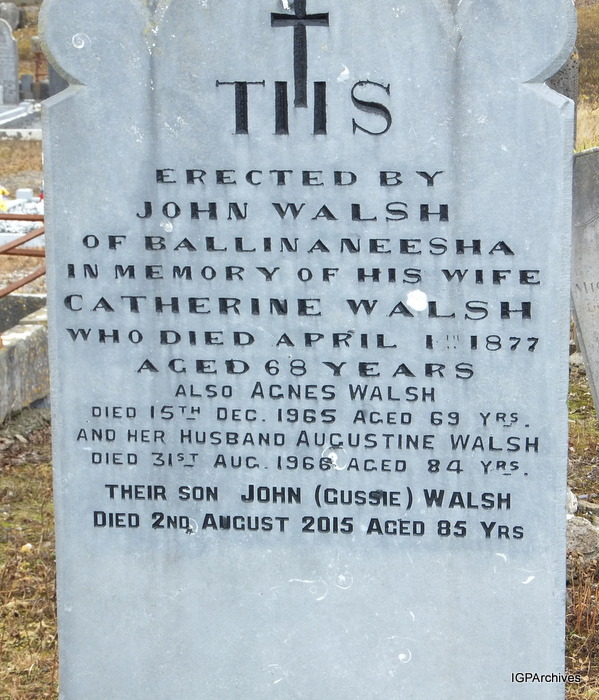 IHS
ERECTED BY
JOHN WALSH
OF BALLINANEESHA
IN MEMORY OF HIS WIFE
CATHERINE WALSH
WHO DIED APRIL 1877
AGED 68 YEARS
ALSO AGNES WALSH
DIED 15TH DEC. 1965 AGED 69 YRS.
AND HER HUSBAND AUGUSTINE WALSH
DIED 31ST AUG. 1966 AGED 84 YRS.
THEIR SON JOHN (GUSSIE) WALSH
DIED 2ND AUGUST 2015 AGED 85 YRS
IGPArchives